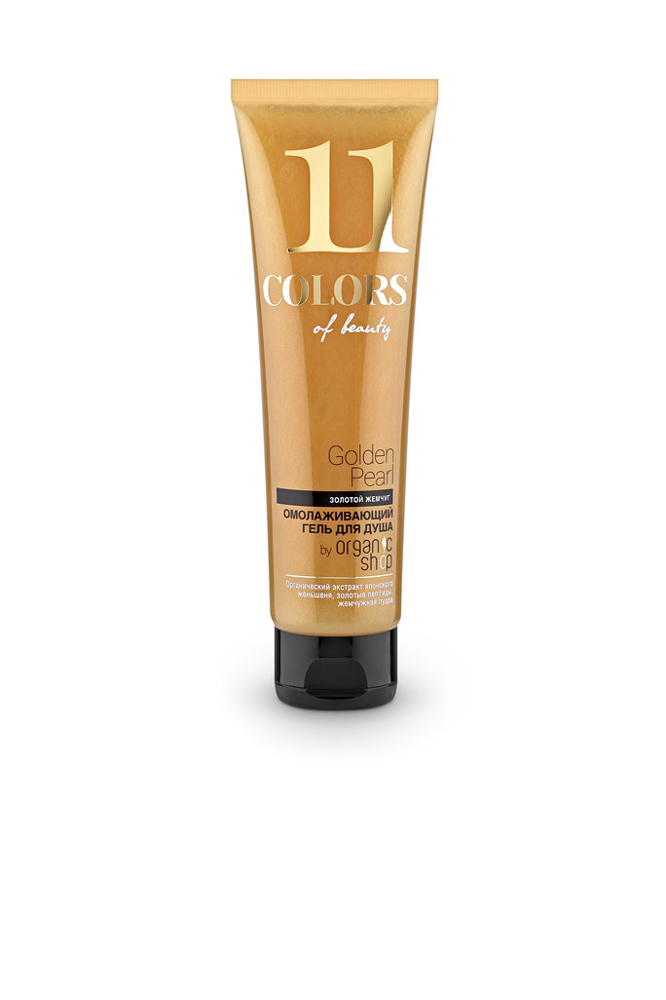 11
COLORS
of beauty
Golden
Pearl
ЗОЛОТОЙ ЖЕМЧУГ
ОМОЛАЖИВАЮЩИЙ
ГЕЛЬ ДЛЯ ДУША
by organic
shop
Органический экстракт японского
женьшеня, золотые пептиды,
жемчужная пудра